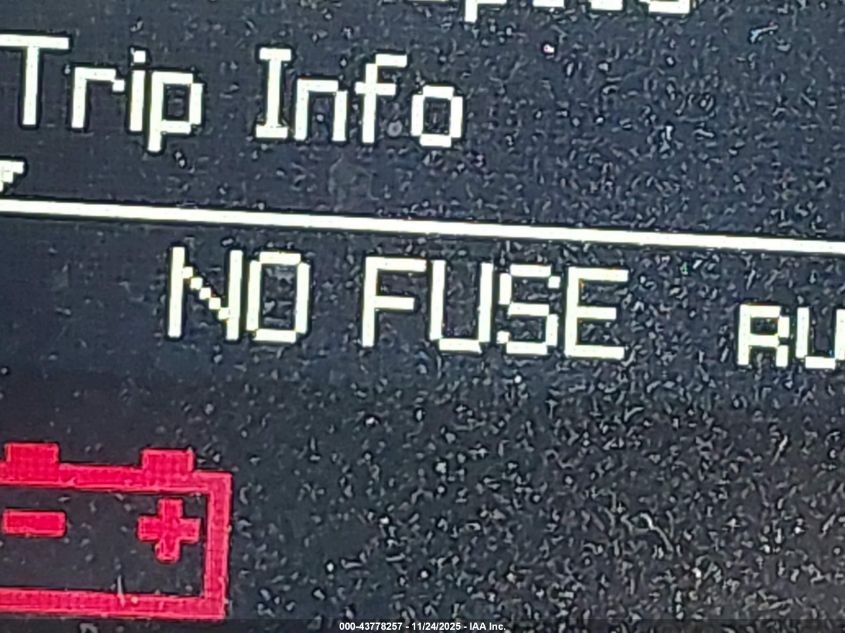 Trip Info
NO FUSE
000-43778257 - 11/24/2025 - IAA Inc.